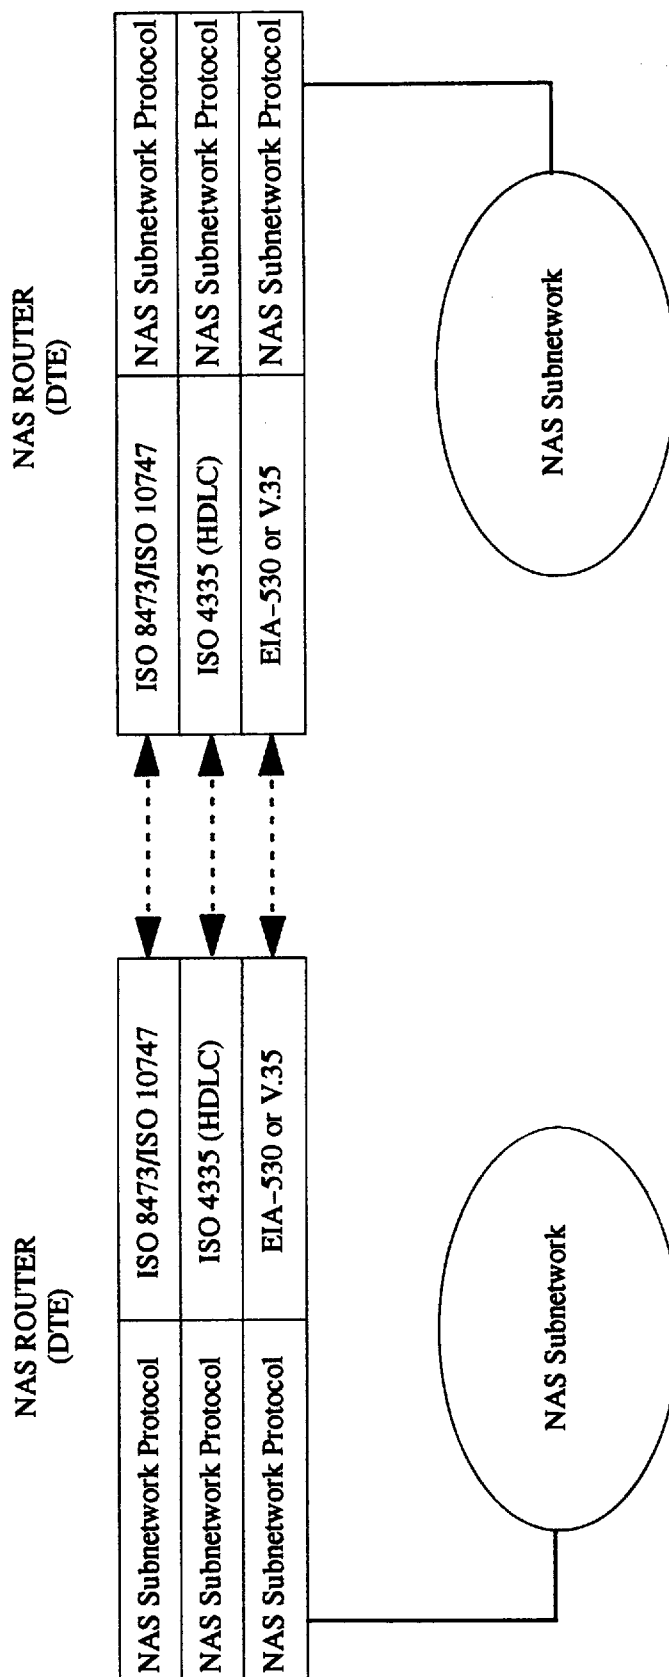 NAS ROUTER
(DTE)
NAS Subnetwork Protocol
ISO 8473/ISO 10747
NAS Subnetwork Protocol
ISO 4335 (HDLC)
NAS Subnetwork Protocol
EIA–530 or V.35
NAS Subnetwork
NAS ROUTER
(DTE)
ISO 8473/ISO 10747
NAS Subnetwork Protocol
ISO 4335 (HDLC)
NAS Subnetwork Protocol
EIA–530 or V.35
NAS Subnetwork Protocol
NAS Subnetwork